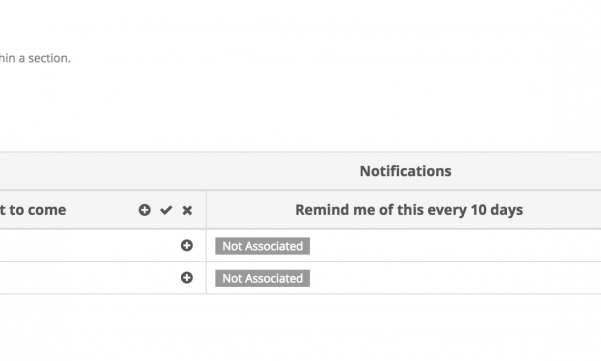 hin a section.
Notifications
t to come Remind me of this every 10 days
Not Associated
Not Associated